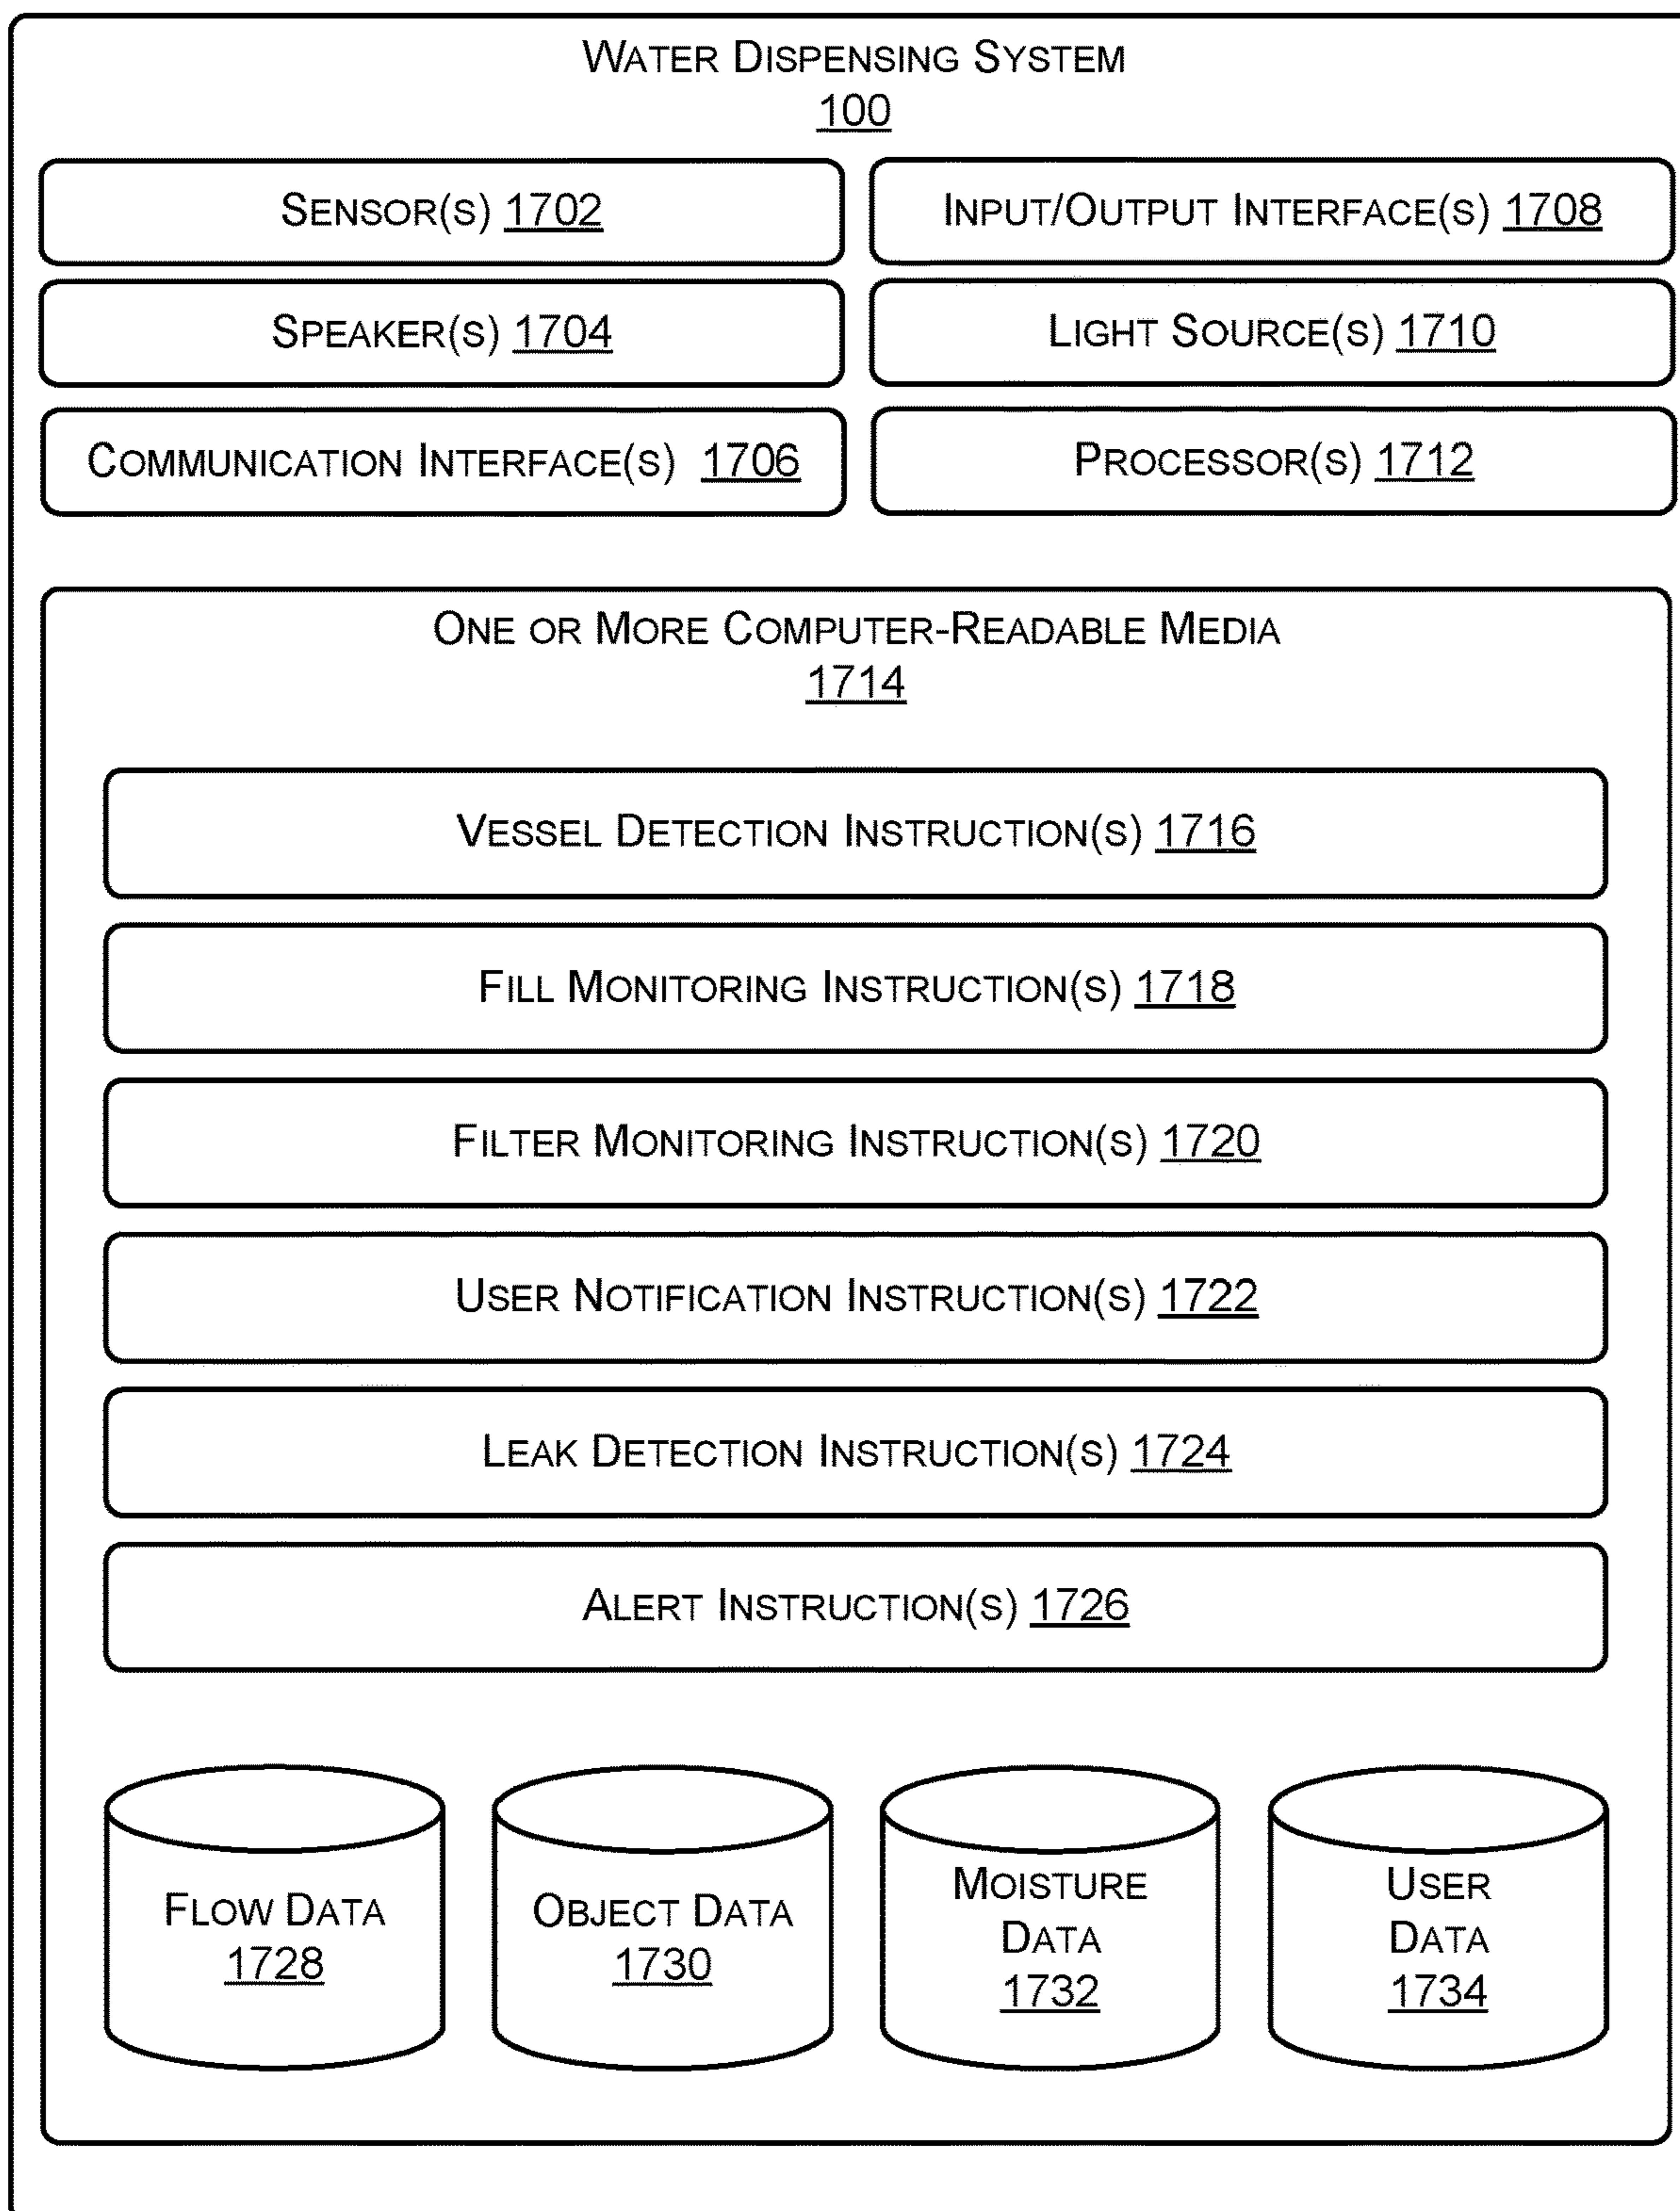 WATER DISPENSING SYSTEM
100
SENSOR(S) 1702
INPUT/OUTPUT INTERFACE(S) 1708
SPEAKER(S) 1704
LIGHT SOURCE(S) 1710
COMMUNICATION INTERFACE(S) 1706
PROCESSOR(S) 1712
ONE OR MORE COMPUTER-READABLE MEDIA
1714
VESSEL DETECTION INSTRUCTION(S) 1716
FILL MONITORING INSTRUCTION(S) 1718
FILTER MONITORING INSTRUCTION(S) 1720
USER NOTIFICATION INSTRUCTION(S) 1722
LEAK DETECTION INSTRUCTION(S) 1724
ALERT INSTRUCTION(S) 1726
FLOW DATA
1728
OBJECT DATA
1730
MOISTURE
DATA
1732
USER
DATA
1734